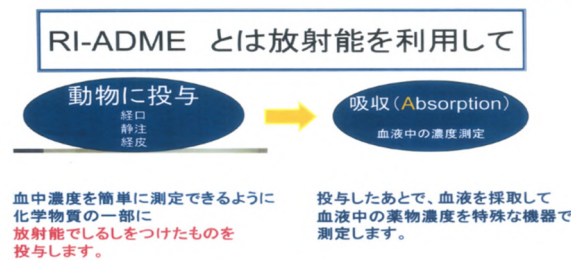 RI-ADME とは放射能を利用して
動物に投与
経口
静注
経皮
吸収(Absorption)
血液中の濃度測定
血中濃度を簡単に測定できるように
化学物質の一部に
放射能でしるしをつけたものを
投与します。
投与したあとで、血液を採取して
血液中の薬物濃度を特殊な機器で
測定します。